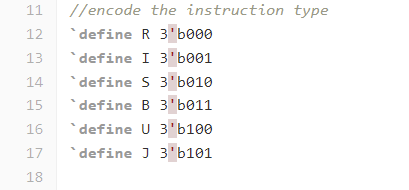 11 //encode the instruction type
12 `define R 3'b000
13 `define I 3'b001
14 `define S 3'b010
15 `define B 3'b011
16 `define U 3'b100
17 `define J 3'b101
18